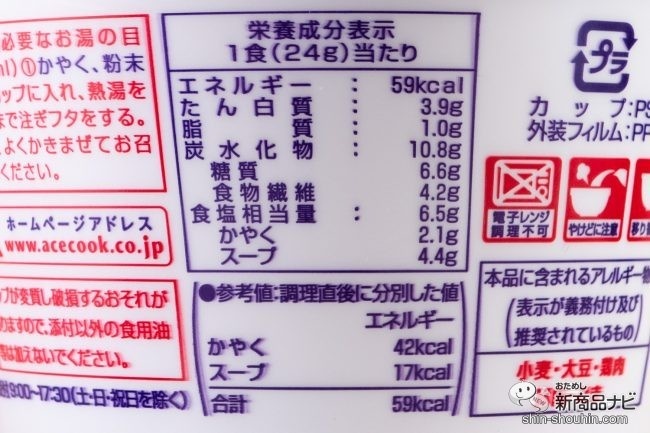 必要なお湯の目
ml)①かやく、粉末
ップに入れ、熱湯を
まで注ぎフタをする。
よくかきまぜてお召
ください。
ホームページアドレス
www.acecook.co.jp
プが変質し破損するおそれが
めますので、添付以外の食用油
は加えないでください。
付9:00~17:30(土・日・祝日を除く)
栄養成分表示
1食(24g)当たり
エネルギー : 59kcal
たん白質 : 3.9g
脂質 : 1.0g
炭水化物 : 10.8g
糖質 6.6g
食物繊維 4.2g
食塩相当量 : 6.5g
かやく 2.1g
スープ 4.4g
●参考値:調理直後に分別した値
エネルギー
かやく 42kcal
スープ 17kcal
合計 59kcal
プラ
カップ:PS
外装フィルム:PP
電子レンジ
調理不可
やけどに注意
移り
本品に含まれるアレルギー物
(表示が義務付け及び
推奨されているもの)
小麦・大豆・鶏肉
おためし
新商品ナビ
NEW
shin-shouhin.com